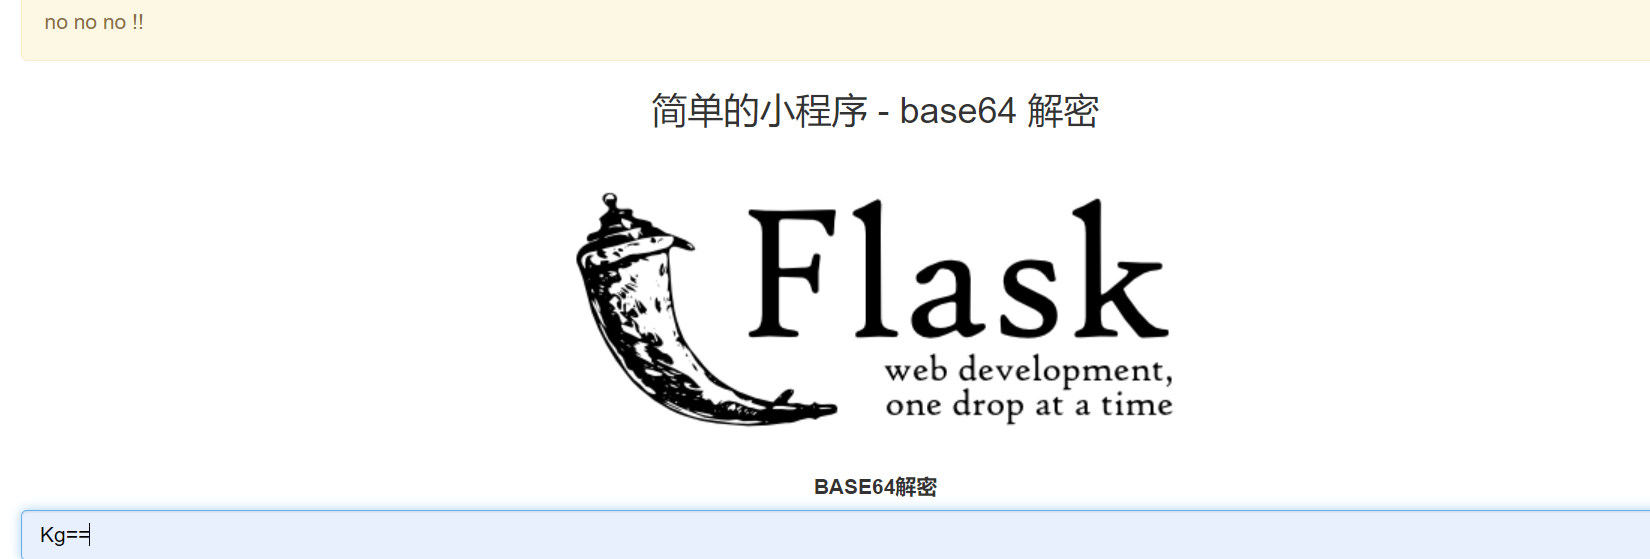 no no no !!
简单的小程序 - base64 解密
Flask
web development,
one drop at a time
BASE64解密
Kg==